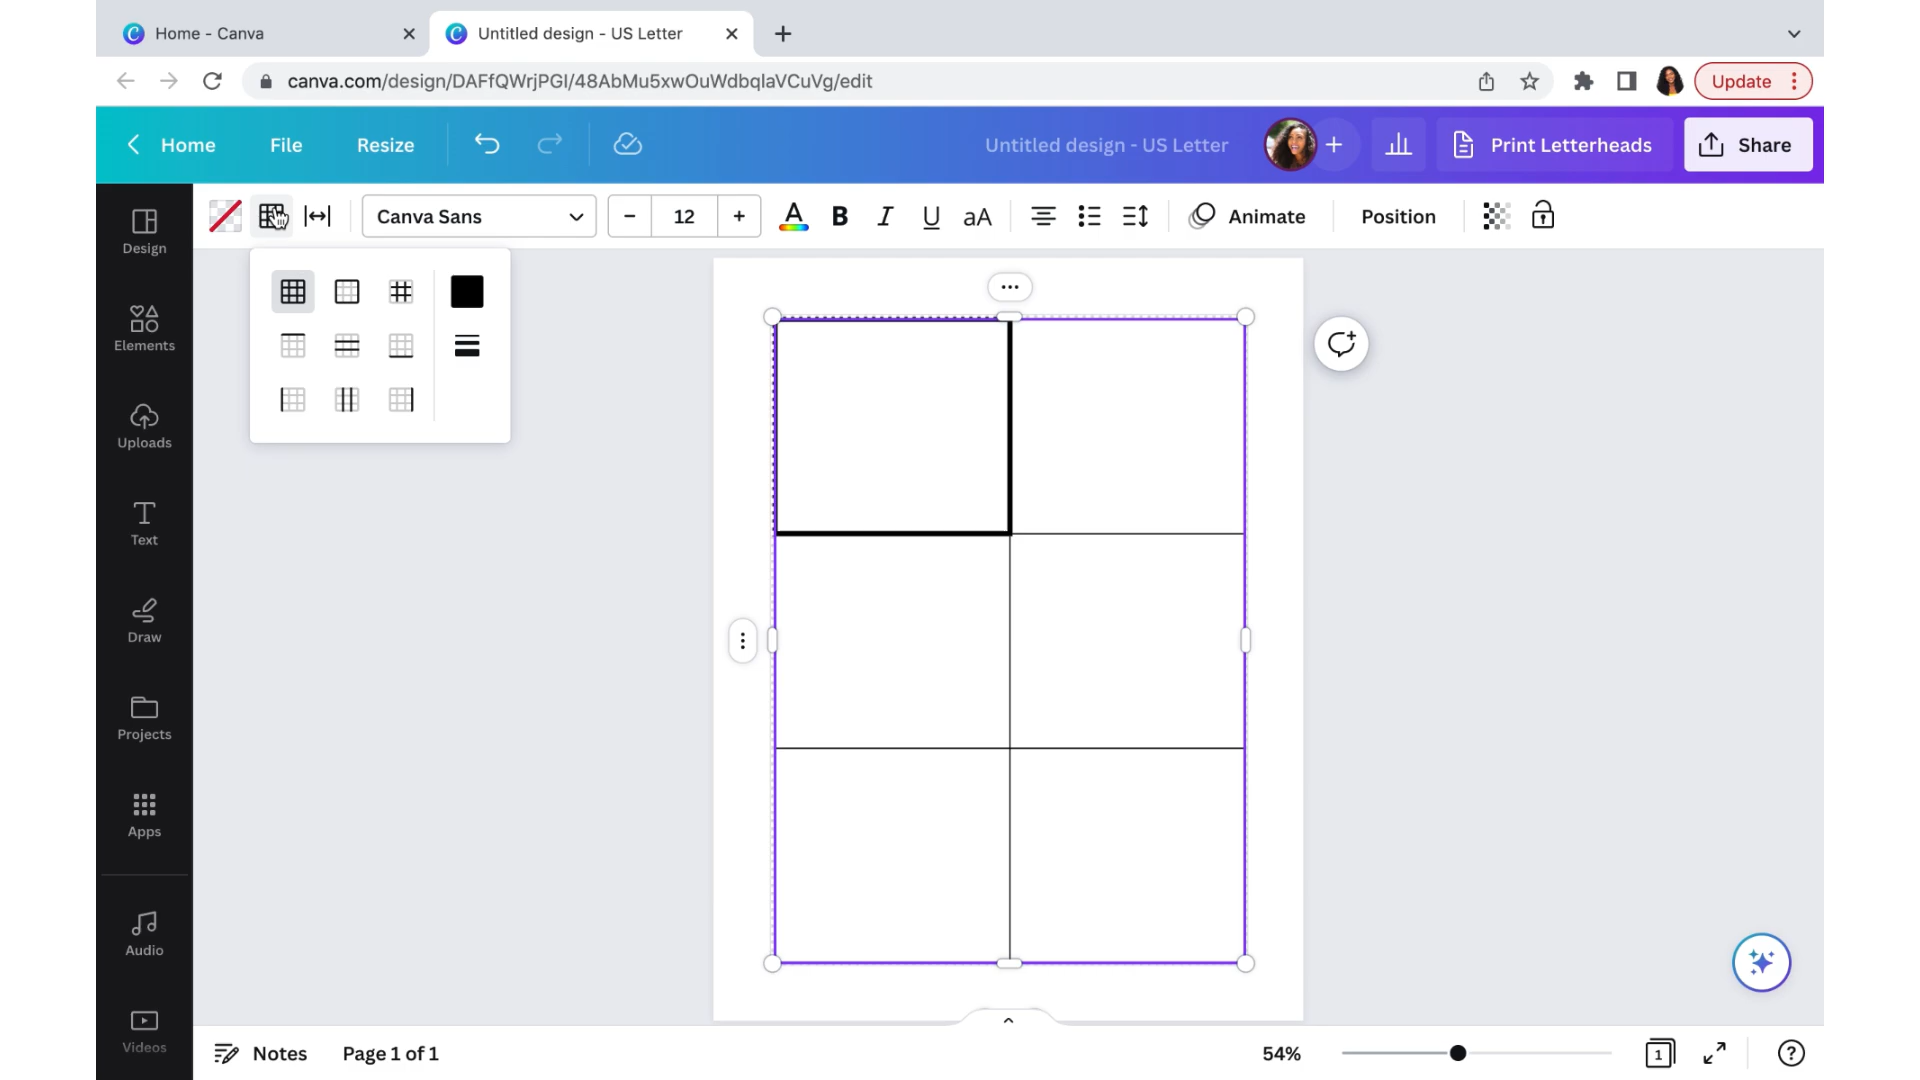 Home - Canva
Untitled design - US Letter
canva.com/design/DAFfQWrjPGI/48AbMu5xwOuWdbqlaVCuVg/edit
Update
Home
File
Resize
Untitled design - US Letter
Print Letterheads
Share
Canva Sans
12
A
B
I
U
aA
Animate
Position
Design
Elements
Uploads
Text
Draw
Projects
Apps
Audio
Videos
Notes
Page 1 of 1
54%
1